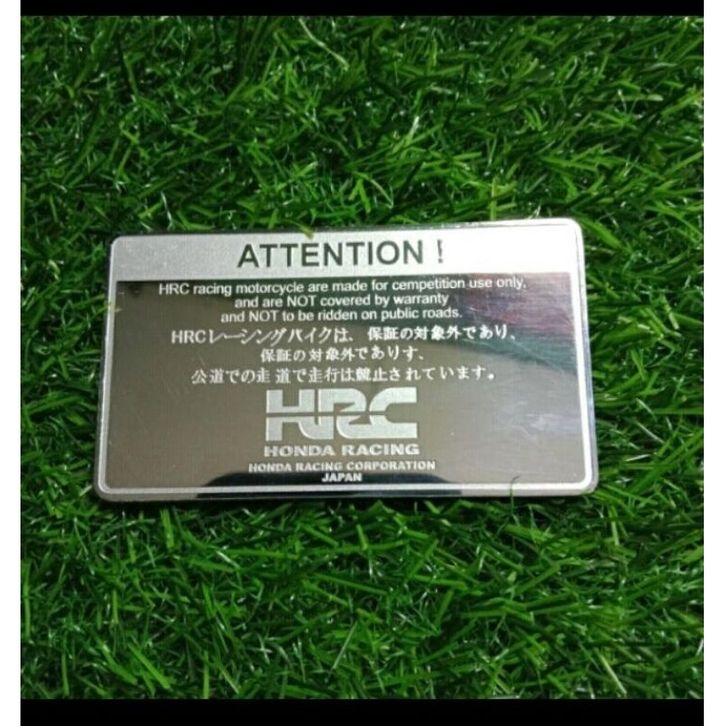 ATTENTION !
HRC racing motorcycle are made for cempetition use only,
and are NOT covered by warranty
and NOT to be ridden on public roads.
HRCレーシングバイクは、保証の対象外であり、
保証の対象外でありす、
公道での走道で走行は禁止されています。
HRC
HONDA RACING
HONDA RACING CORPORATION
JAPAN